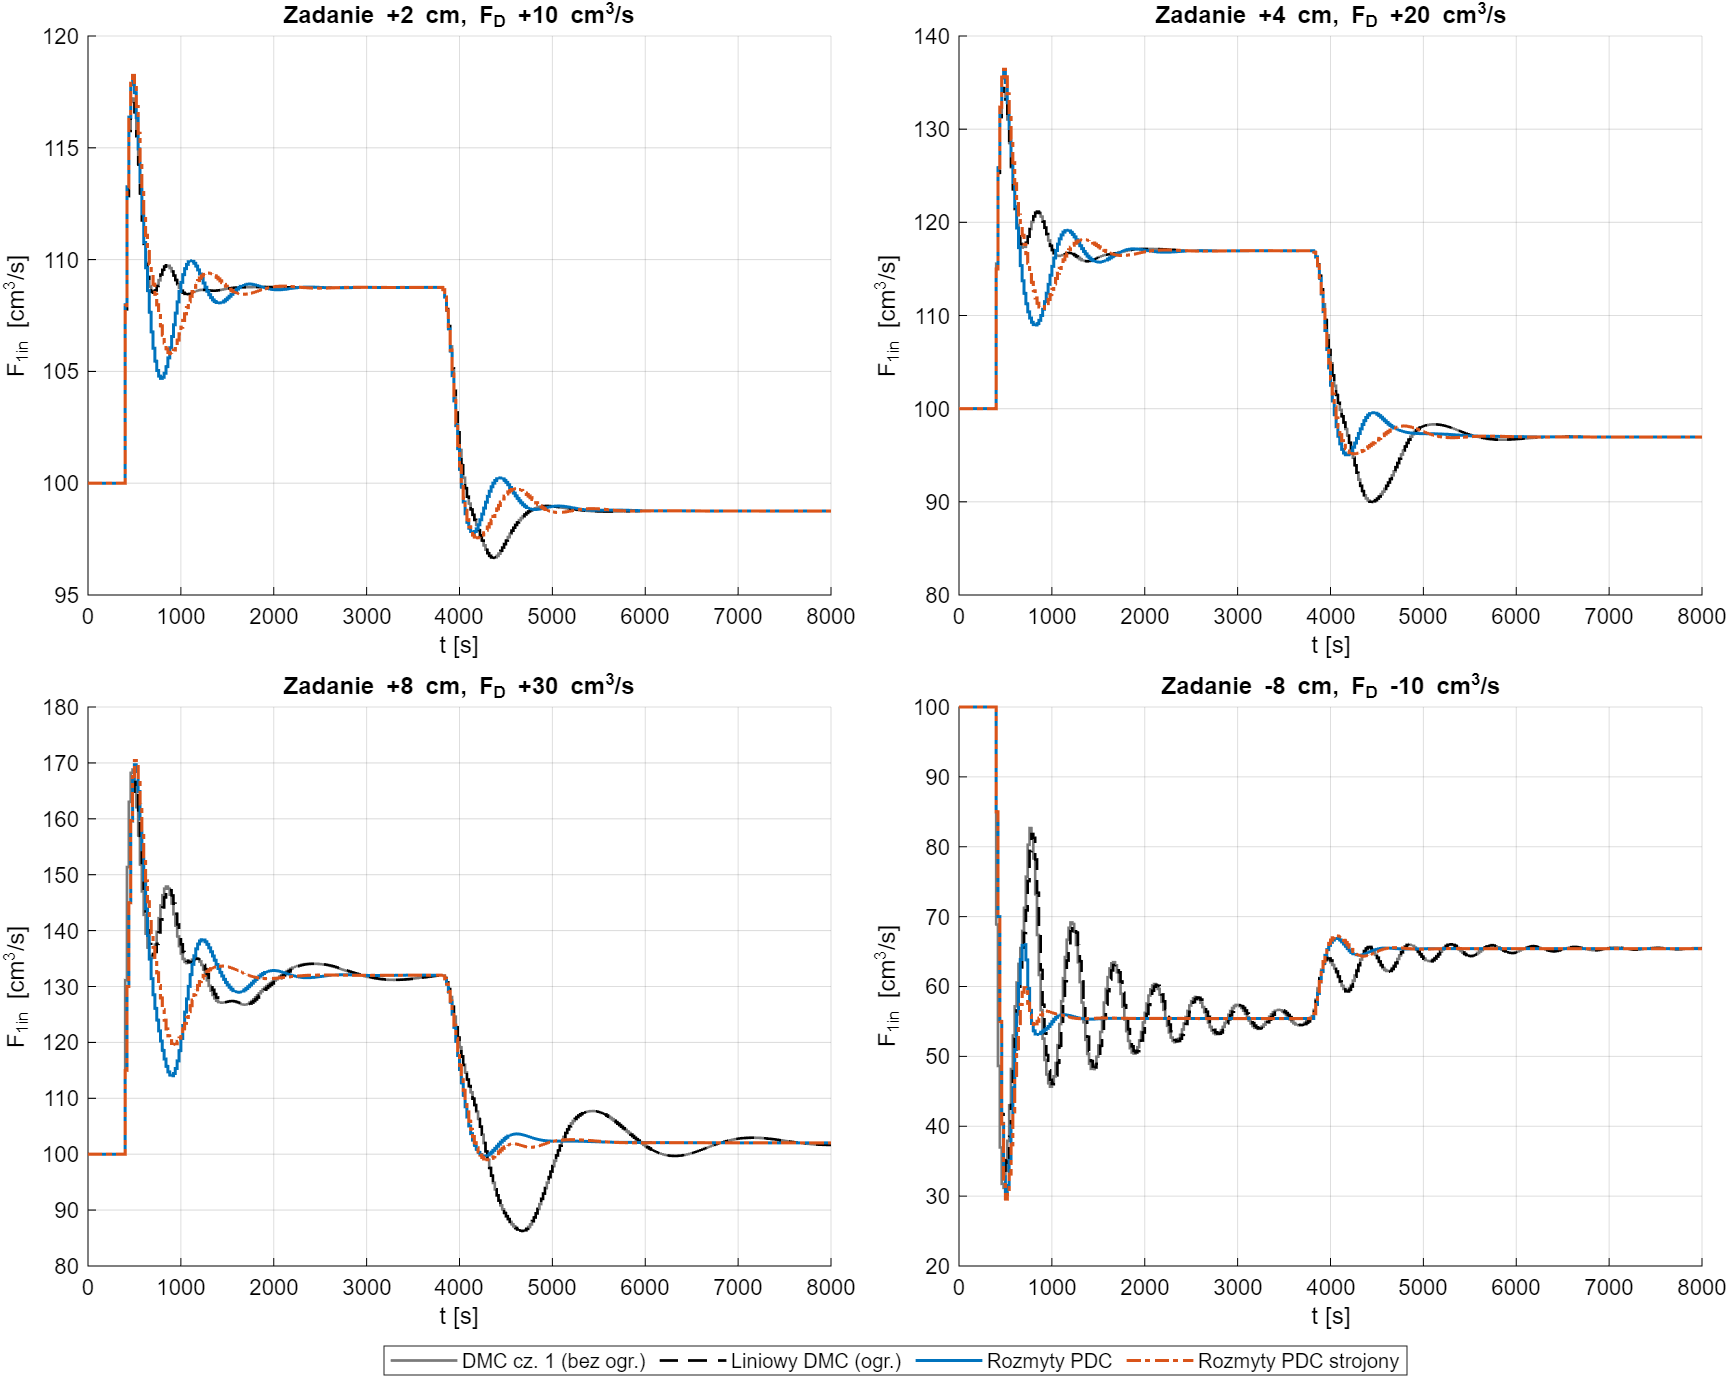 Zadanie +2 cm, F_D +10 cm³/s
120
115
110
105
100
95
F_1in [cm³/s]
0 1000 2000 3000 4000 5000 6000 7000 8000
t [s]
Zadanie +4 cm, F_D +20 cm³/s
140
130
120
110
100
90
80
F_1in [cm³/s]
0 1000 2000 3000 4000 5000 6000 7000 8000
t [s]
Zadanie +8 cm, F_D +30 cm³/s
180
170
160
150
140
130
120
110
100
90
80
F_1in [cm³/s]
0 1000 2000 3000 4000 5000 6000 7000 8000
t [s]
Zadanie -8 cm, F_D -10 cm³/s
100
90
80
70
60
50
40
30
20
F_1in [cm³/s]
0 1000 2000 3000 4000 5000 6000 7000 8000
t [s]
DMC cz. 1 (bez ogr.) Liniowy DMC (ogr.) Rozmyty PDC Rozmyty PDC strojony